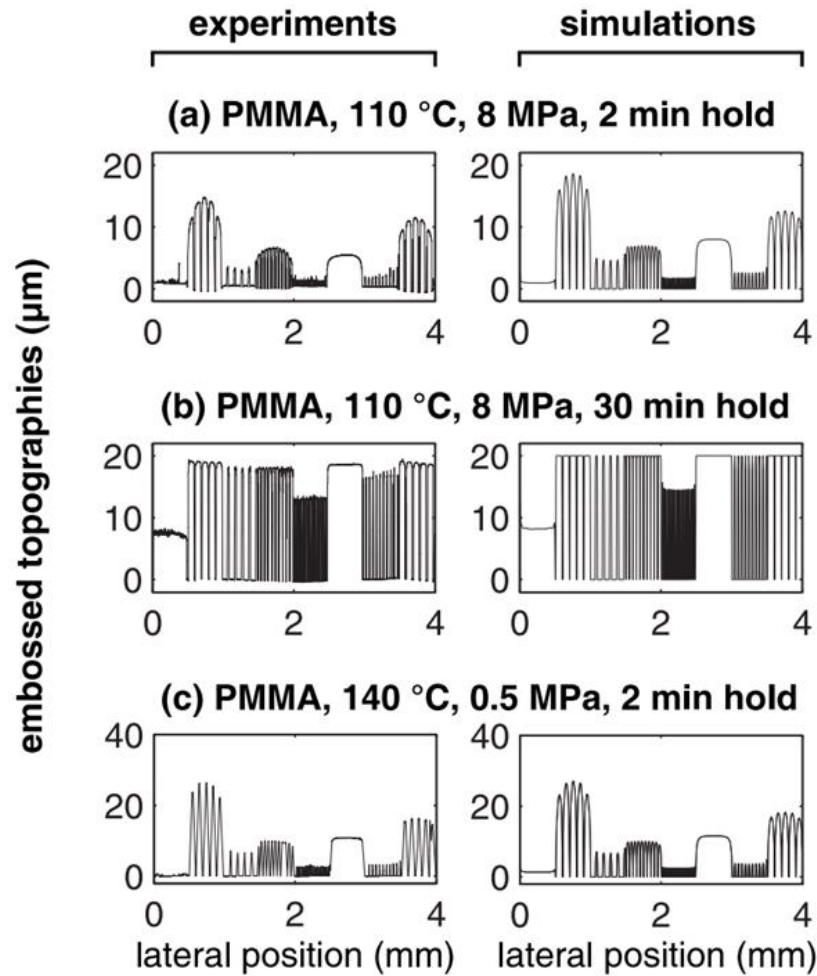 experiments simulations
(a) PMMA, 110 °C, 8 MPa, 2 min hold
20 20
10 10
0 0
0 2 4 0 2 4
(b) PMMA, 110 °C, 8 MPa, 30 min hold
20 20
10 10
0 0
0 2 4 0 2 4
(c) PMMA, 140 °C, 0.5 MPa, 2 min hold
40 40
20 20
0 0
0 2 4 0 2 4
lateral position (mm) lateral position (mm)
embossed topographies (µm)